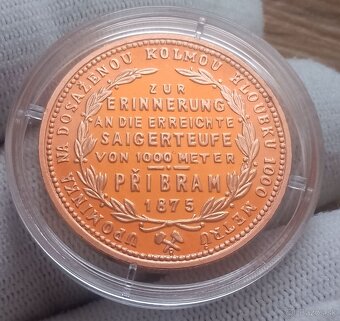 UPOMÍNKA NA DOSAŽENOU KOLMOU HLOUBKU 1000 METRŮ
ZUR
ERINNERUNG
AN DIE ERREICHTE
SAIGERTEUFE
VON 1000 METER
PŘIBRAM
1875